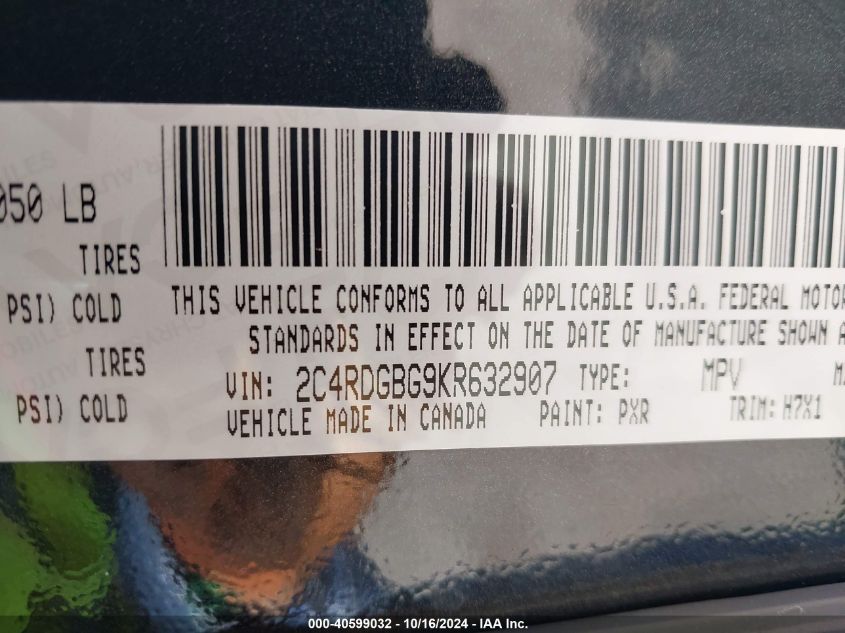 050 LB
TIRES
PSI) COLD
THIS VEHICLE CONFORMS TO ALL APPLICABLE U.S.A. FEDERAL MOTOR
STANDARDS IN EFFECT ON THE DATE OF MANUFACTURE SHOWN A
TIRES
VIN: 2C4RDGBG9KR632907 TYPE: MPV
PSI) COLD
VEHICLE MADE IN CANADA PAINT: PXR TRIM: H7X1
000-40599032 - 10/16/2024 - IAA Inc.